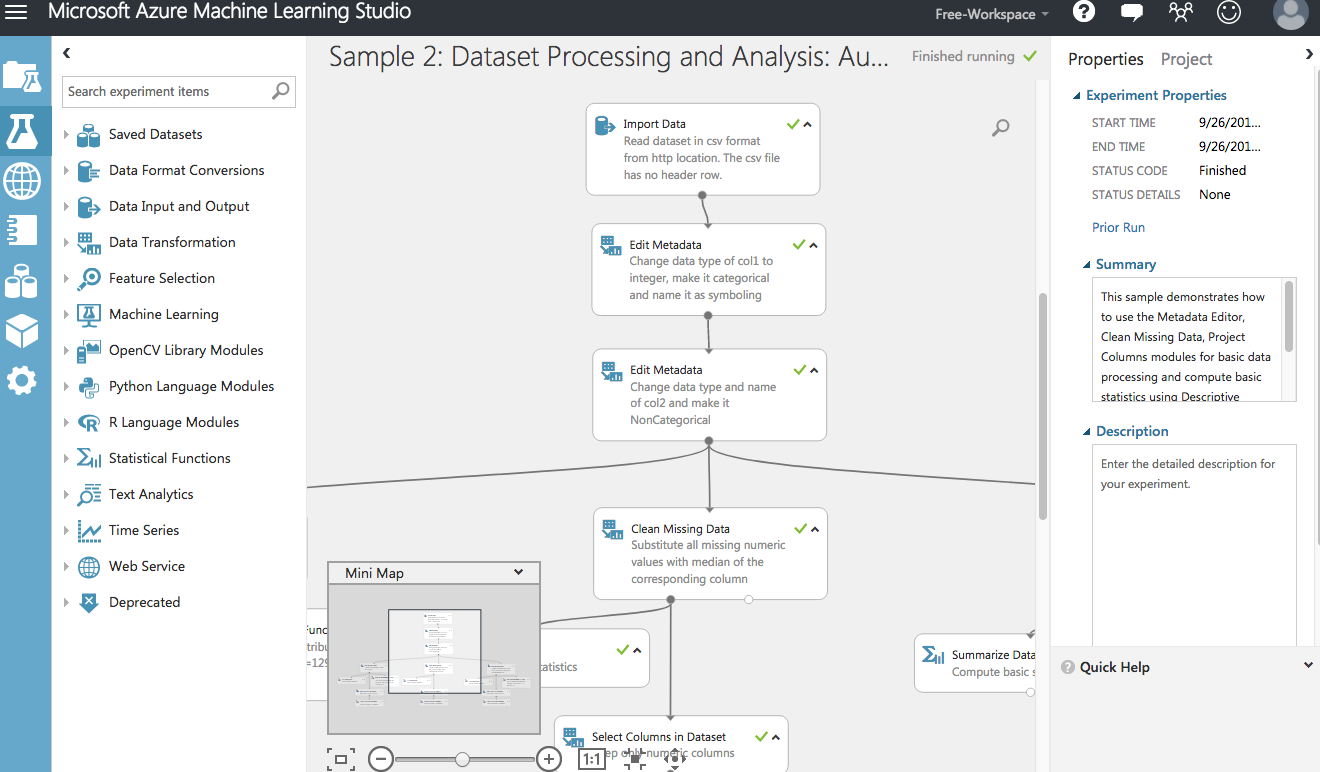 Microsoft Azure Machine Learning Studio
Free-Workspace
Search experiment items
Saved Datasets
Data Format Conversions
Data Input and Output
Data Transformation
Feature Selection
Machine Learning
OpenCV Library Modules
Python Language Modules
R Language Modules
Statistical Functions
Text Analytics
Time Series
Web Service
Deprecated
Sample 2: Dataset Processing and Analysis: Au...
Finished running
Import Data
Read dataset in csv format
from http location. The csv file
has no header row.
Edit Metadata
Change data type of col1 to
integer, make it categorical
and name it as symboling
Edit Metadata
Change data type and name
of col2 and make it
NonCategorical
Clean Missing Data
Substitute all missing numeric
values with median of the
corresponding column
Mini Map
Func
tribu
=129
tatistics
Summarize Data
Compute basic s
Select Columns in Dataset
ep only numeric columns
1:1
Properties Project
Experiment Properties
START TIME 9/26/201...
END TIME 9/26/201...
STATUS CODE Finished
STATUS DETAILS None
Prior Run
Summary
This sample demonstrates how
to use the Metadata Editor,
Clean Missing Data, Project
Columns modules for basic data
processing and compute basic
statistics using Descriptive
Description
Enter the detailed description for
your experiment.
Quick Help